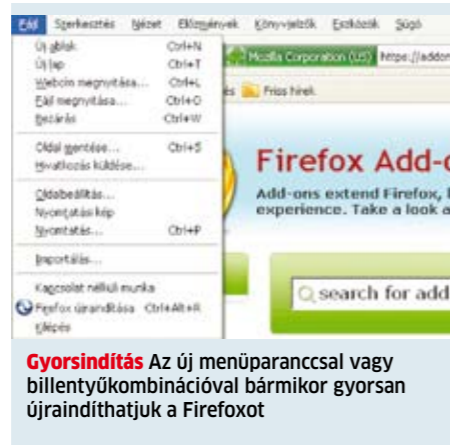 Fájl Szerkesztés Nézet Előzmények Könyvjelzők Eszközök Súgó
Új ablak Ctrl+N
Új lap Ctrl+T
Webcím megnyitása... Ctrl+L
Fájl megnyitása... Ctrl+O
Bezárás Ctrl+W
Oldal mentése... Ctrl+S
Hivatkozás küldése...
Oldalbeállítás...
Nyomtatási kép
Nyomtatás... Ctrl+P
Importálás...
Kapcsolat nélküli munka
Firefox újraindítása Ctrl+Alt+R
Kilépés
Mozilla Corporation (US) https://addon
és Friss hírek
Firefox Add-o
Add-ons extend Firefox, l
experience. Take a look a
search for add
Gyorsindítás Az új menüparanccsal vagy
billentyűkombinációval bármikor gyorsan
újraindíthatjuk a Firefoxot